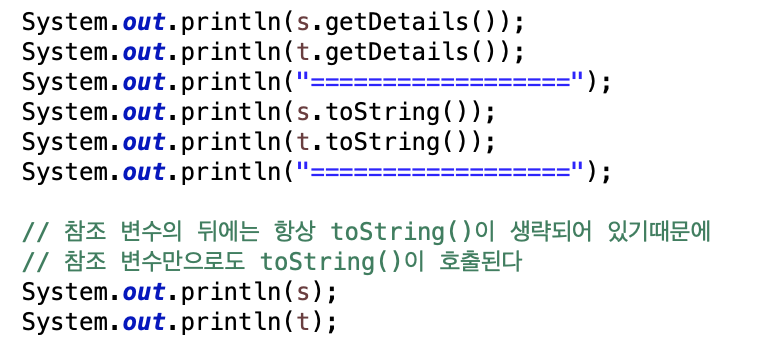 System.out.println(s.getDetails());
System.out.println(t.getDetails());
System.out.println("==================");
System.out.println(s.toString());
System.out.println(t.toString());
System.out.println("==================");
// 참조 변수의 뒤에는 항상 toString()이 생략되어 있기때문에
// 참조 변수만으로도 toString()이 호출된다
System.out.println(s);
System.out.println(t);